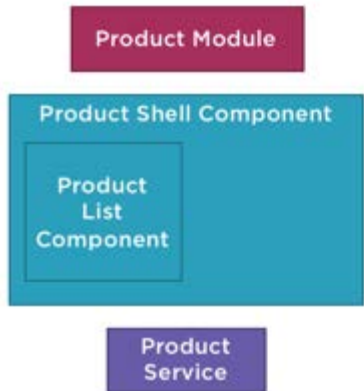 Product Module
Product Shell Component
Product
List
Component
Product
Service